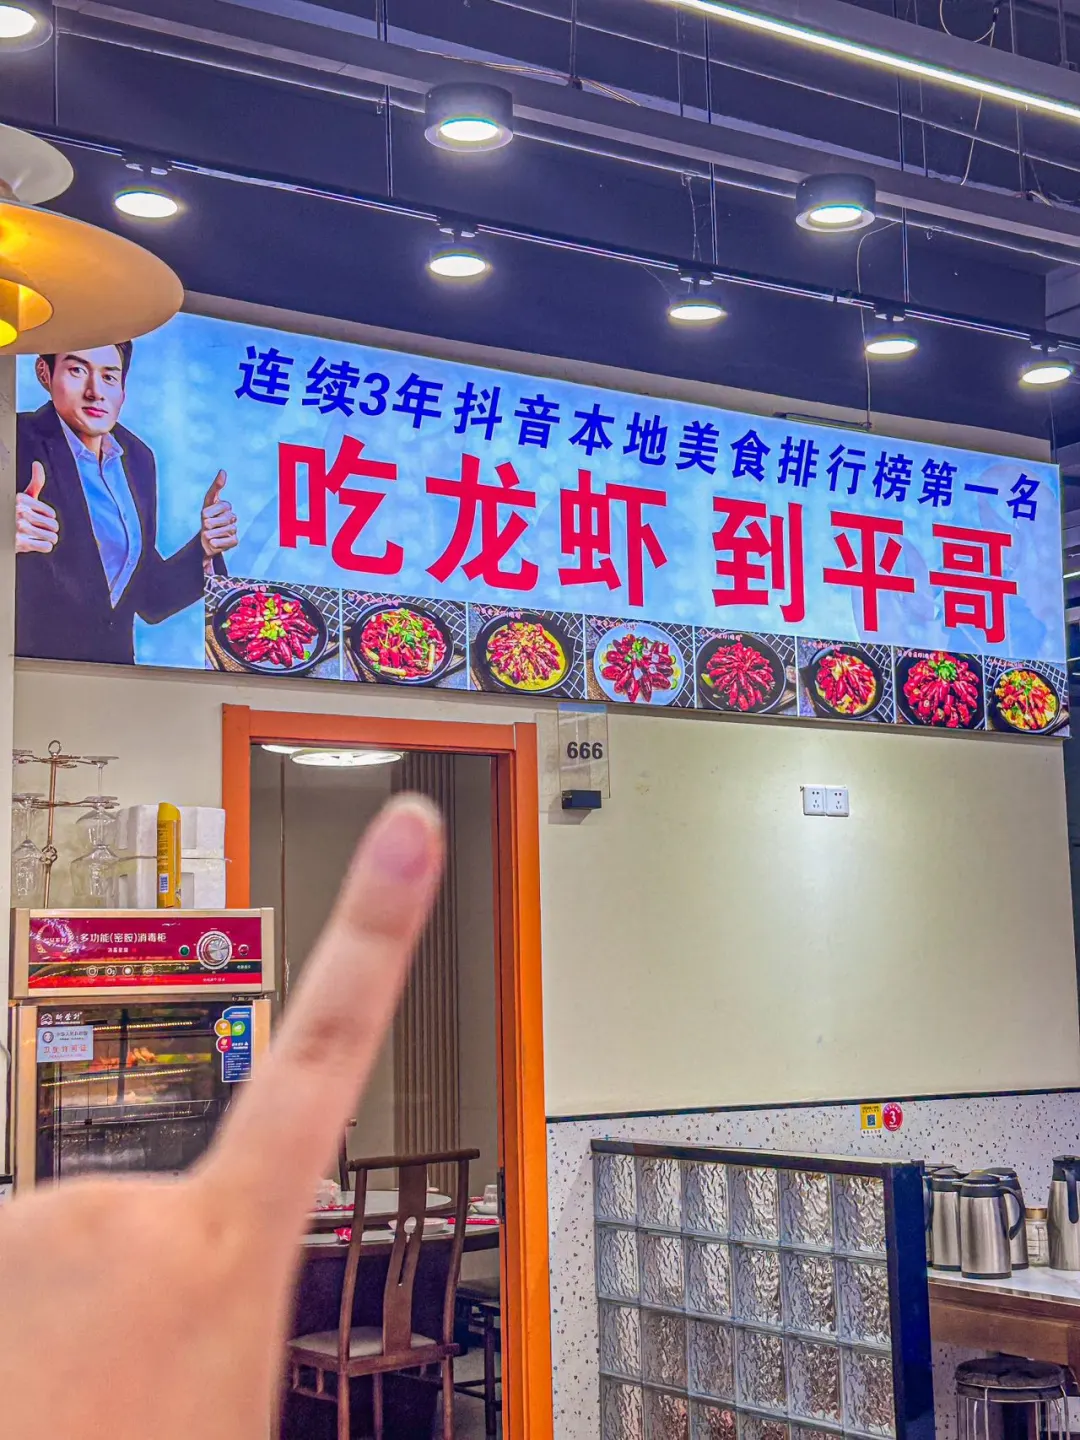 连续3年抖音本地美食排行榜第一名
吃龙虾 到平哥
666
多功能(密胺)消毒柜
3